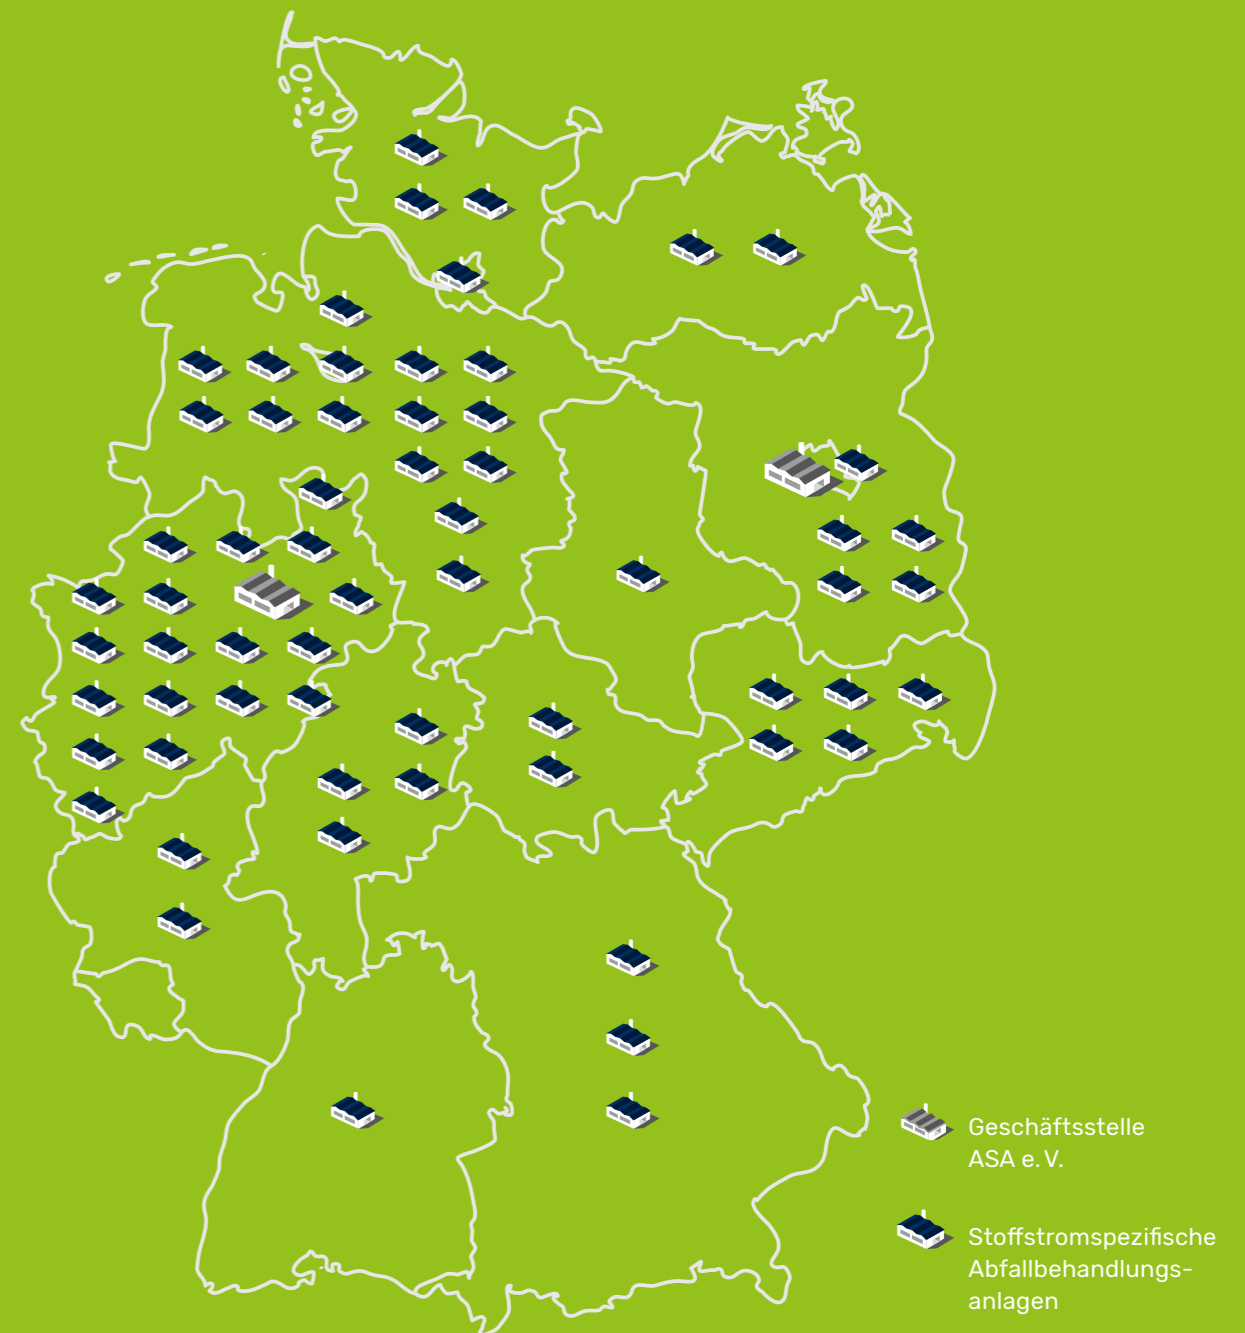 Geschäftsstelle
ASA e. V.
Stoffstromspezifische
Abfallbehandlungs-
anlagen